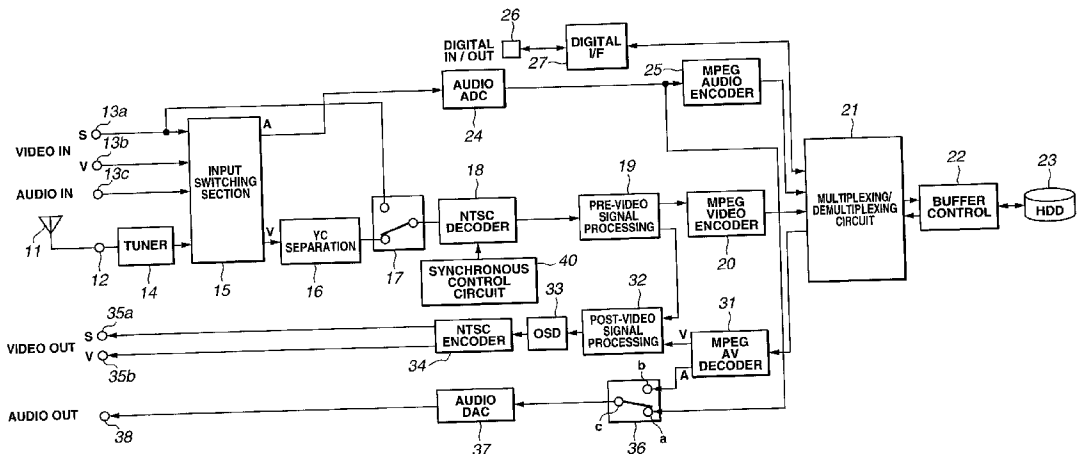 26
DIGITAL
IN / OUT
DIGITAL
I/F
27
25
MPEG
AUDIO
ENCODER
AUDIO
ADC
24
13a
S
13b
VIDEO IN
V
13c
AUDIO IN
A
INPUT
SWITCHING
SECTION
V
15
11
12
TUNER
14
YC
SEPARATION
16
17
18
NTSC
DECODER
SYNCHRONOUS
CONTROL
CIRCUIT
40
19
PRE-VIDEO
SIGNAL
PROCESSING
MPEG
VIDEO
ENCODER
20
21
MULTIPLEXING/
DEMULTIPLEXING
CIRCUIT
22
BUFFER
CONTROL
23
HDD
35a
S
VIDEO OUT
V
35b
NTSC
ENCODER
34
33
OSD
32
POST-VIDEO
SIGNAL
PROCESSING
V
31
MPEG
AV
DECODER
A
b
c
a
36
AUDIO
DAC
37
AUDIO OUT
38